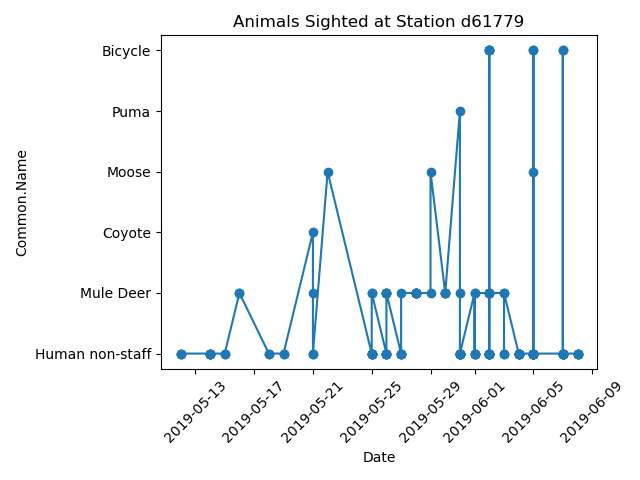 Animals Sighted at Station d61779
Common.Name
Bicycle
Puma
Moose
Coyote
Mule Deer
Human non-staff
2019-05-13
2019-05-17
2019-05-21
2019-05-25
2019-05-29
2019-06-01
2019-06-05
2019-06-09
Date